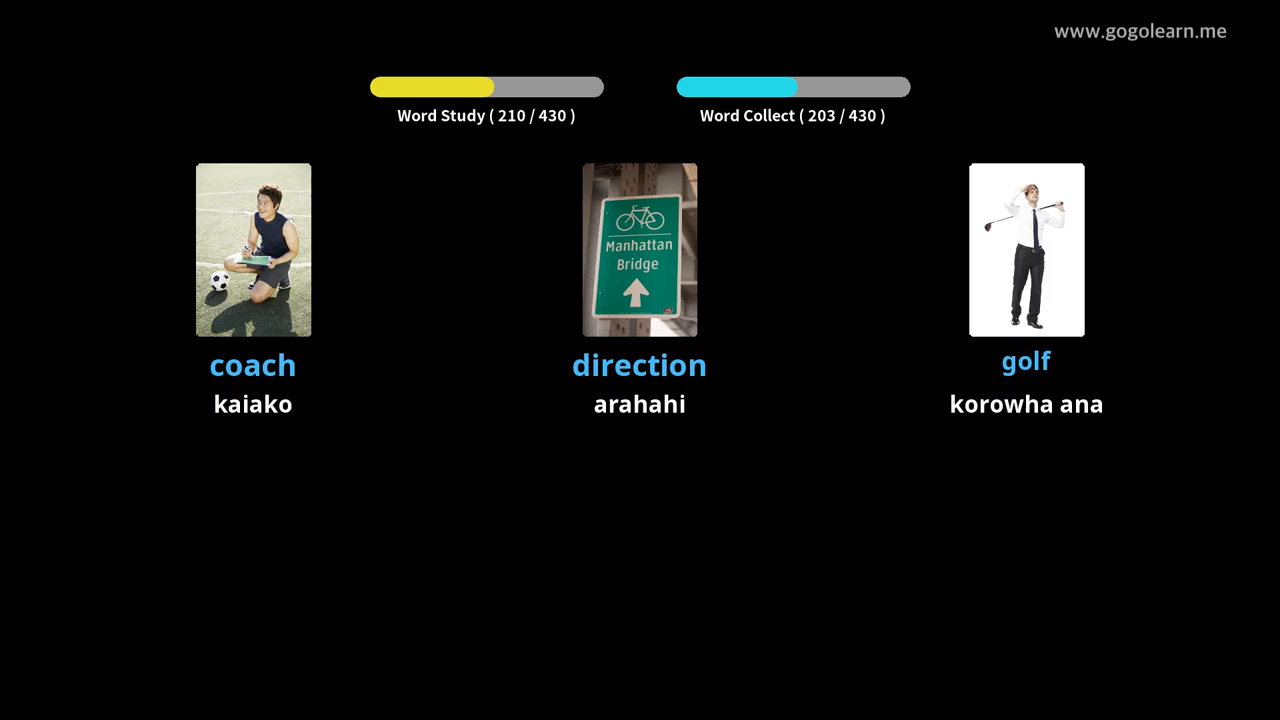 www.gogolearn.me
Word Study ( 210 / 430 )
Word Collect ( 203 / 430 )
Manhattan
Bridge
coach
direction
golf
kaiako
arahahi
korowha ana